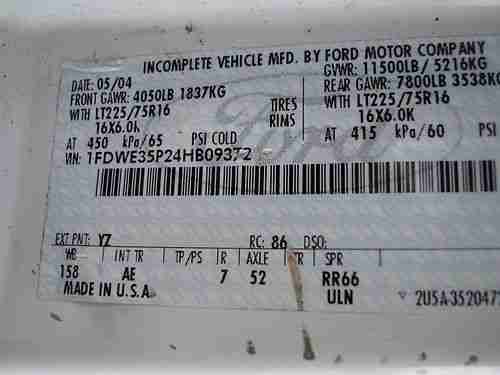 INCOMPLETE VEHICLE MFD. BY FORD MOTOR COMPANY
DATE: 05/04 GVWR: 11500LB / 5216KG
FRONT GAWR: 4050LB 1837KG REAR GAWR: 7800LB 3538KG
WITH LT225/75R16 TIRES WITH LT225/75R16
16X6.0K RIMS 16X6.0K
AT 450 kPa/65 PSI COLD AT 415 kPa/60
VIN: 1FDWE35P24HB09372
Ford
EXT PNT: YZ RC: 86 DSO:
WB INT TR TP/PS R AXLE TR SPR
158 AE 7 52 RR66
MADE IN U.S.A. ULN